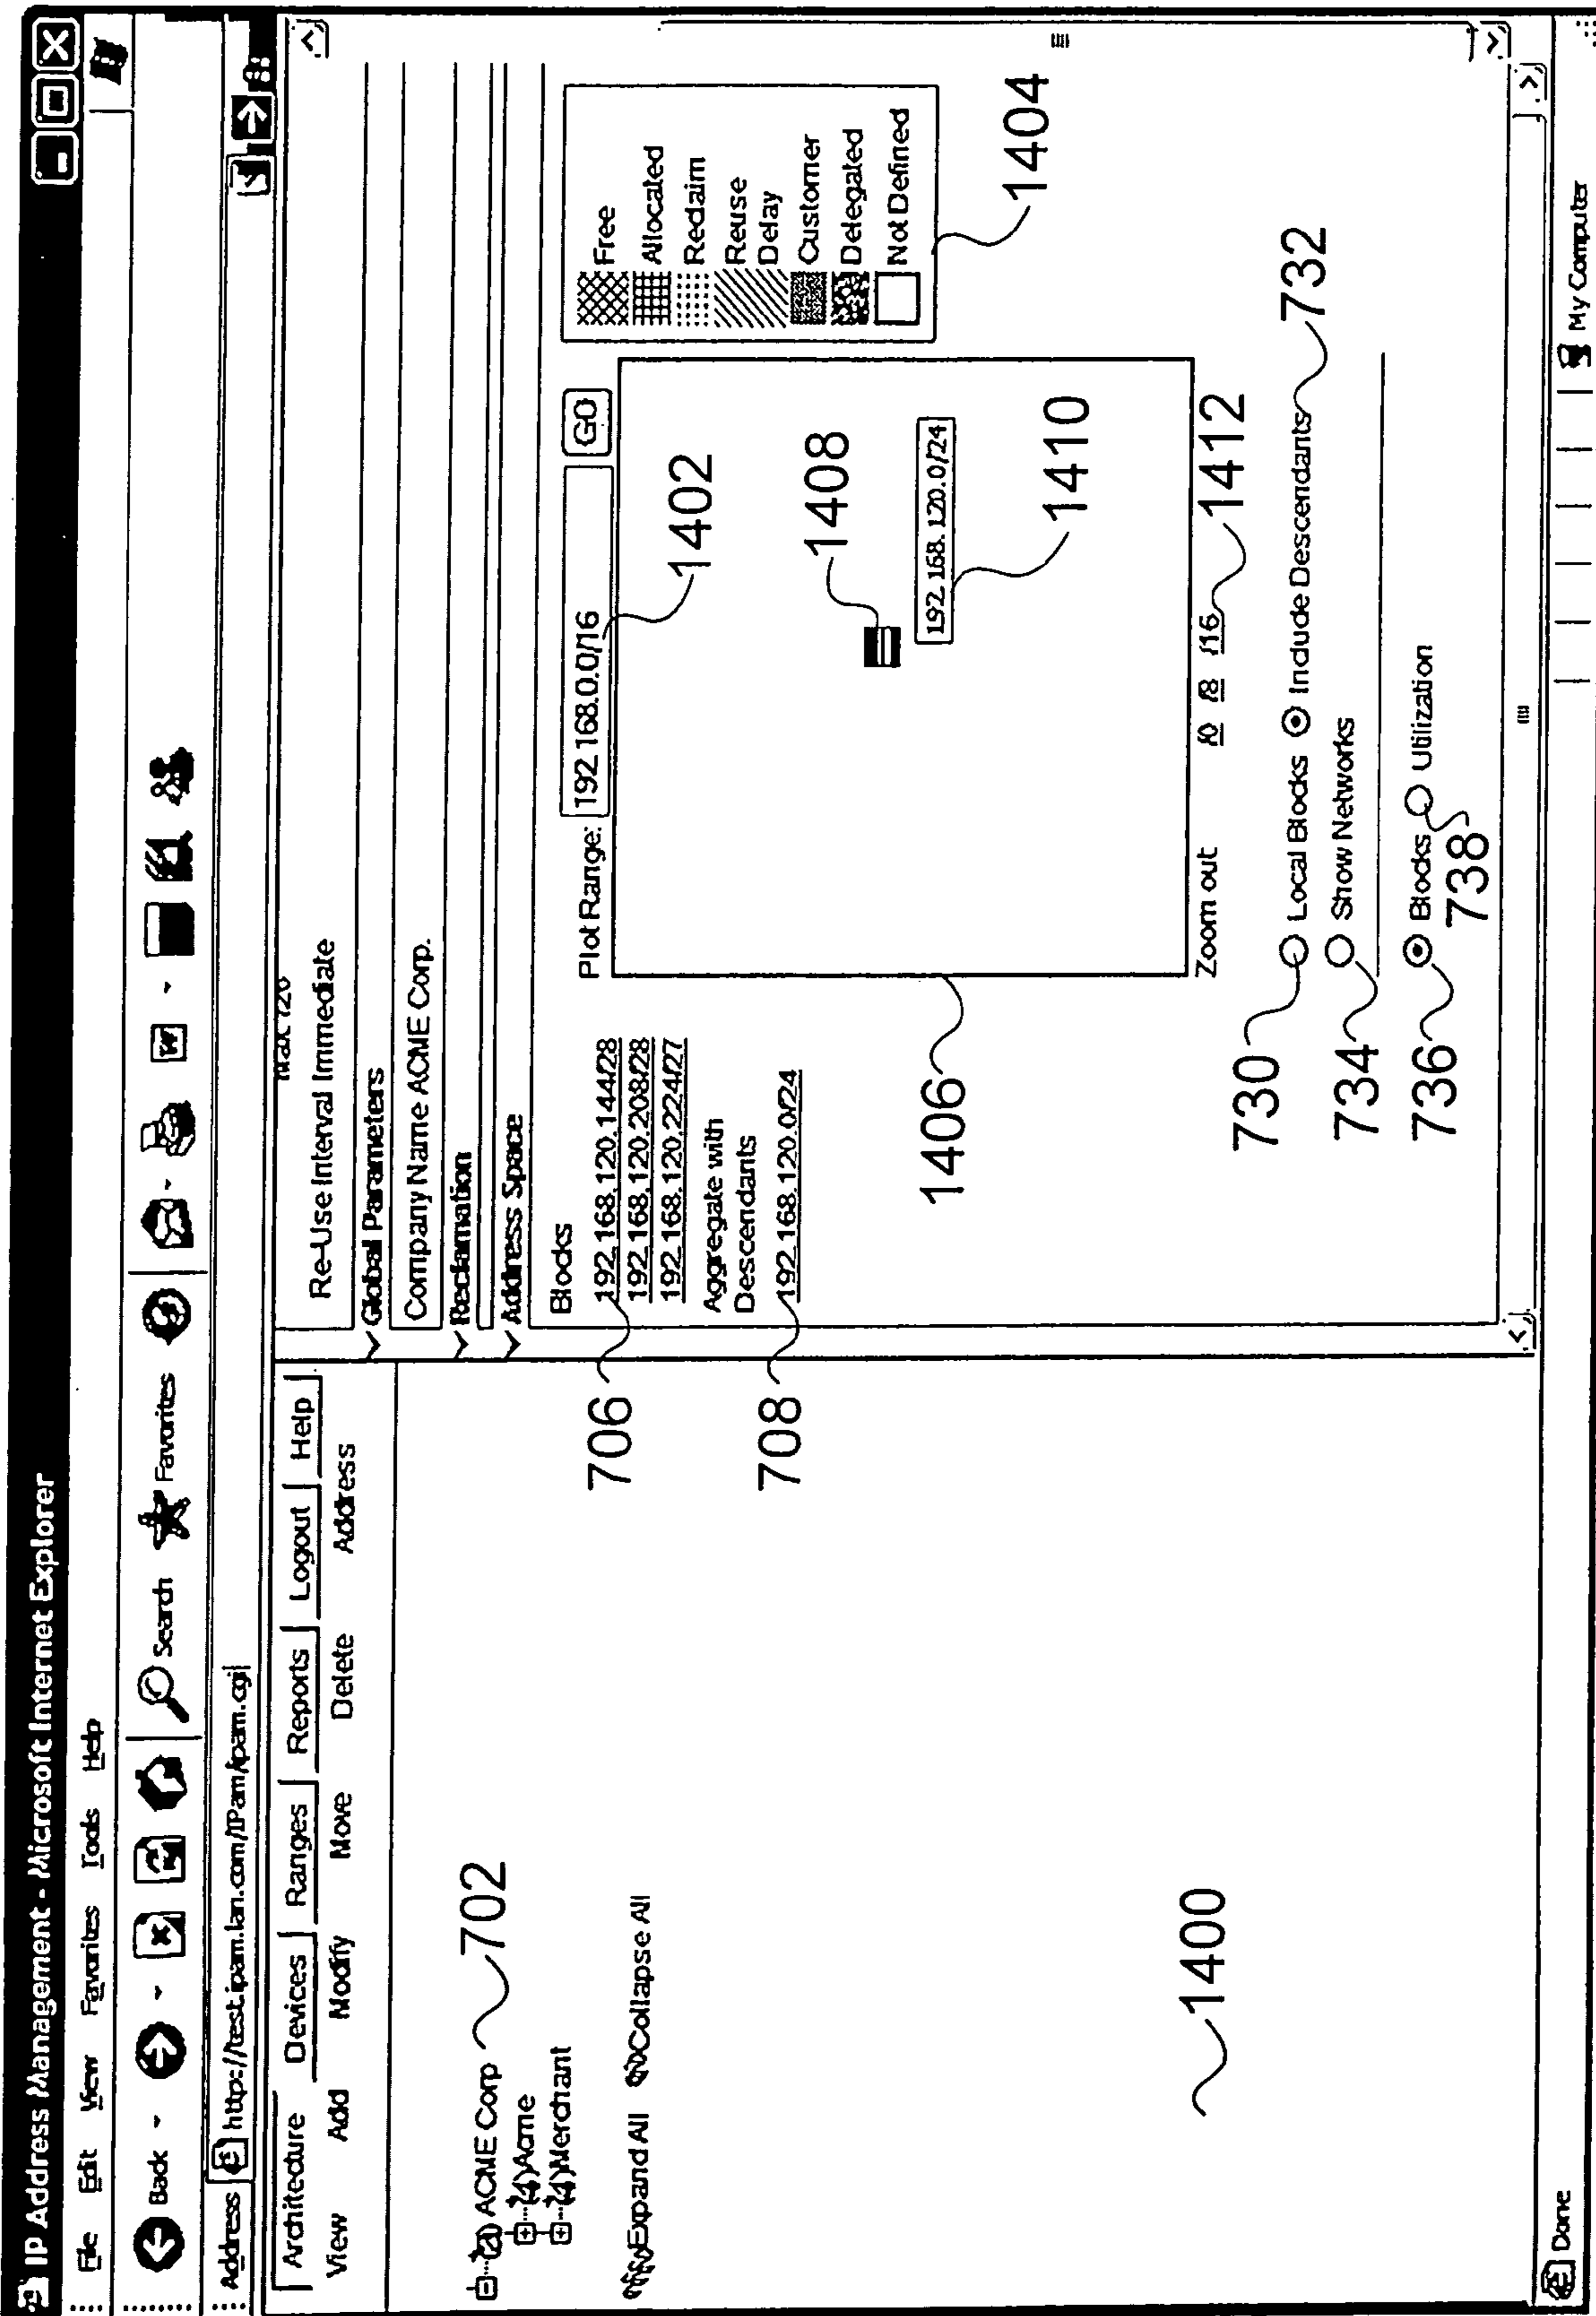 IP Address Management - Microsoft Internet Explorer
File Edit View Favorites Tools Help
Back Search Favorites
Address http://test.ipam.lan.com/IPam/ipam.cgi
Architecture Devices Ranges Reports Logout Help
View Add Modify Move Delete Address
ACME Corp 702
(4)Acme
(4)Merchant
Expand All Collapse All
1400
Max 120
Re-Use Interval Immediate
Global Parameters
Company Name ACME Corp.
Reclamation
Address Space
Blocks
192.168.120.144/28
192.168.120.208/28
192.168.120.224/27
706
Aggregate with
Descendants
192.168.120.0/24
708
Plot Range: 192.168.0.0/16 GO
1402
1408
192.168.120.0/24
1410
1406
Zoom out /0 /8 /16
1412
Free
Allocated
Reclaim
Reuse
Delay
Customer
Delegated
Not Defined
1404
730 Local Blocks Include Descendants 732
734 Show Networks
736 Blocks Utilization
738
Done My Computer